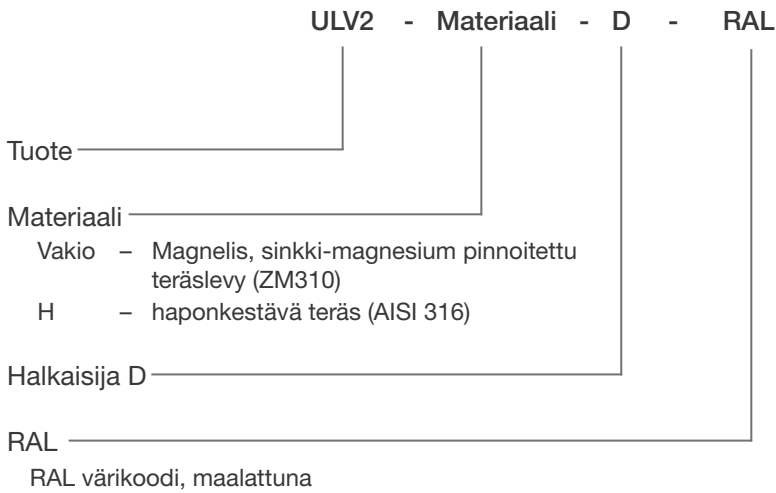 ULV2 - Materiaali - D - RAL
Tuote
Materiaali
Vakio – Magnelis, sinkki-magnesium pinnoitettu
teräslevy (ZM310)
H – haponkestävä teräs (AISI 316)
Halkaisija D
RAL
RAL värikoodi, maalattuna